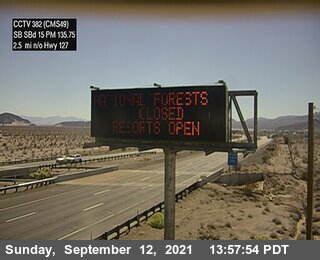 CCTV 382 (CMS49)
SB SBd 15 PM 135.75
2.5 mi n/o Hwy 127
NATIONAL FORESTS
CLOSED
RESORTS OPEN
Sunday, September 12, 2021 13:57:54 PDT